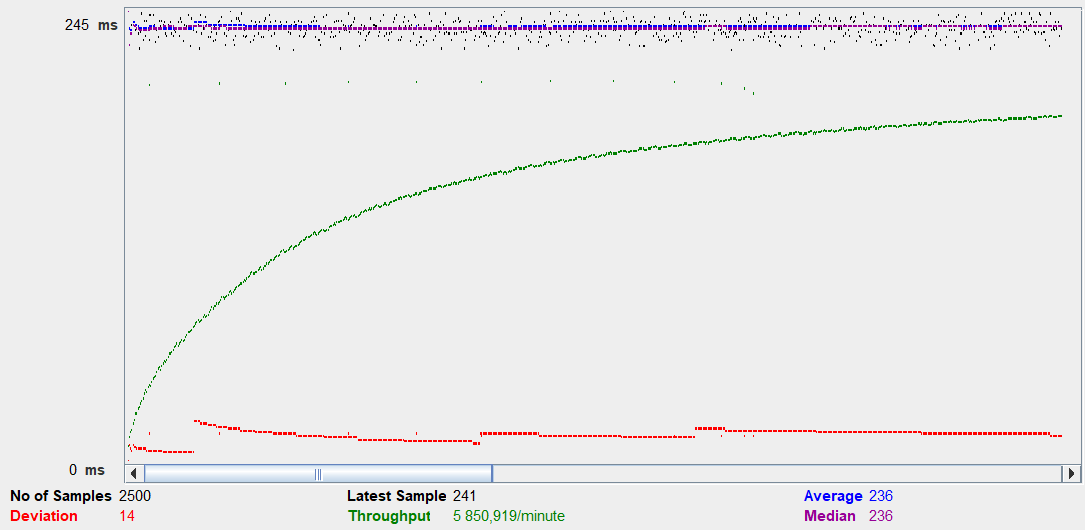 245 ms
0 ms
No of Samples 2500 Latest Sample 241 Average 236
Deviation 14 Throughput 5 850,919/minute Median 236